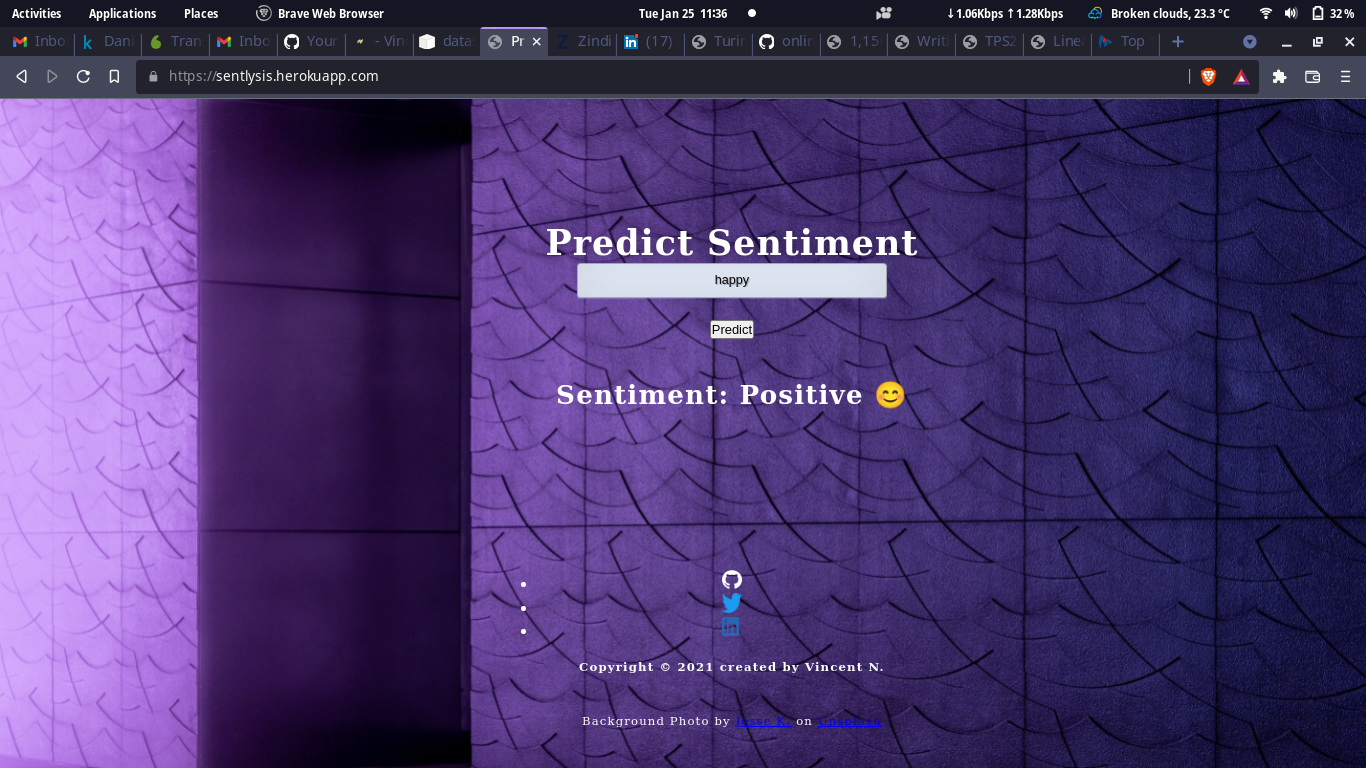 Activities Applications Places Brave Web Browser Tue Jan 25 11:36 ↓1.06Kbps ↑1.28Kbps Broken clouds, 23.3 °C 32 %
Inbo Dani Tran Inbo Your - Vin data Pr Zindi (17) Turin onlin 1,15 Writi TPS2 Line Top
https://sentlysis.herokuapp.com
Predict Sentiment
happy
Predict
Sentiment: Positive 😊
Copyright © 2021 created by Vincent N.
Background Photo by Jesse K. on Unsplash